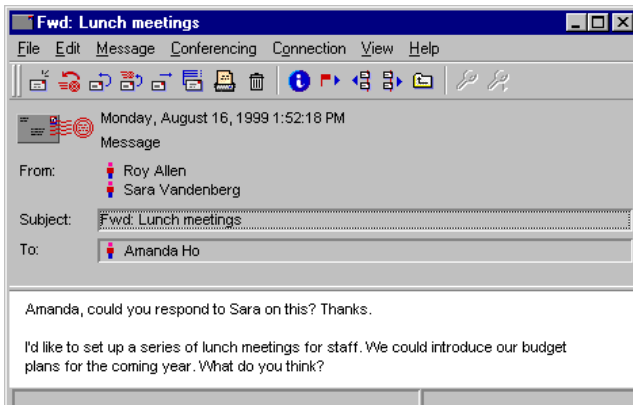 Fwd: Lunch meetings
File Edit Message Conferencing Connection View Help
Monday, August 16, 1999 1:52:18 PM
Message
From: Roy Allen
Sara Vandenberg
Subject: Fwd: Lunch meetings
To: Amanda Ho
Amanda, could you respond to Sara on this? Thanks.
I'd like to set up a series of lunch meetings for staff. We could introduce our budget
plans for the coming year. What do you think?